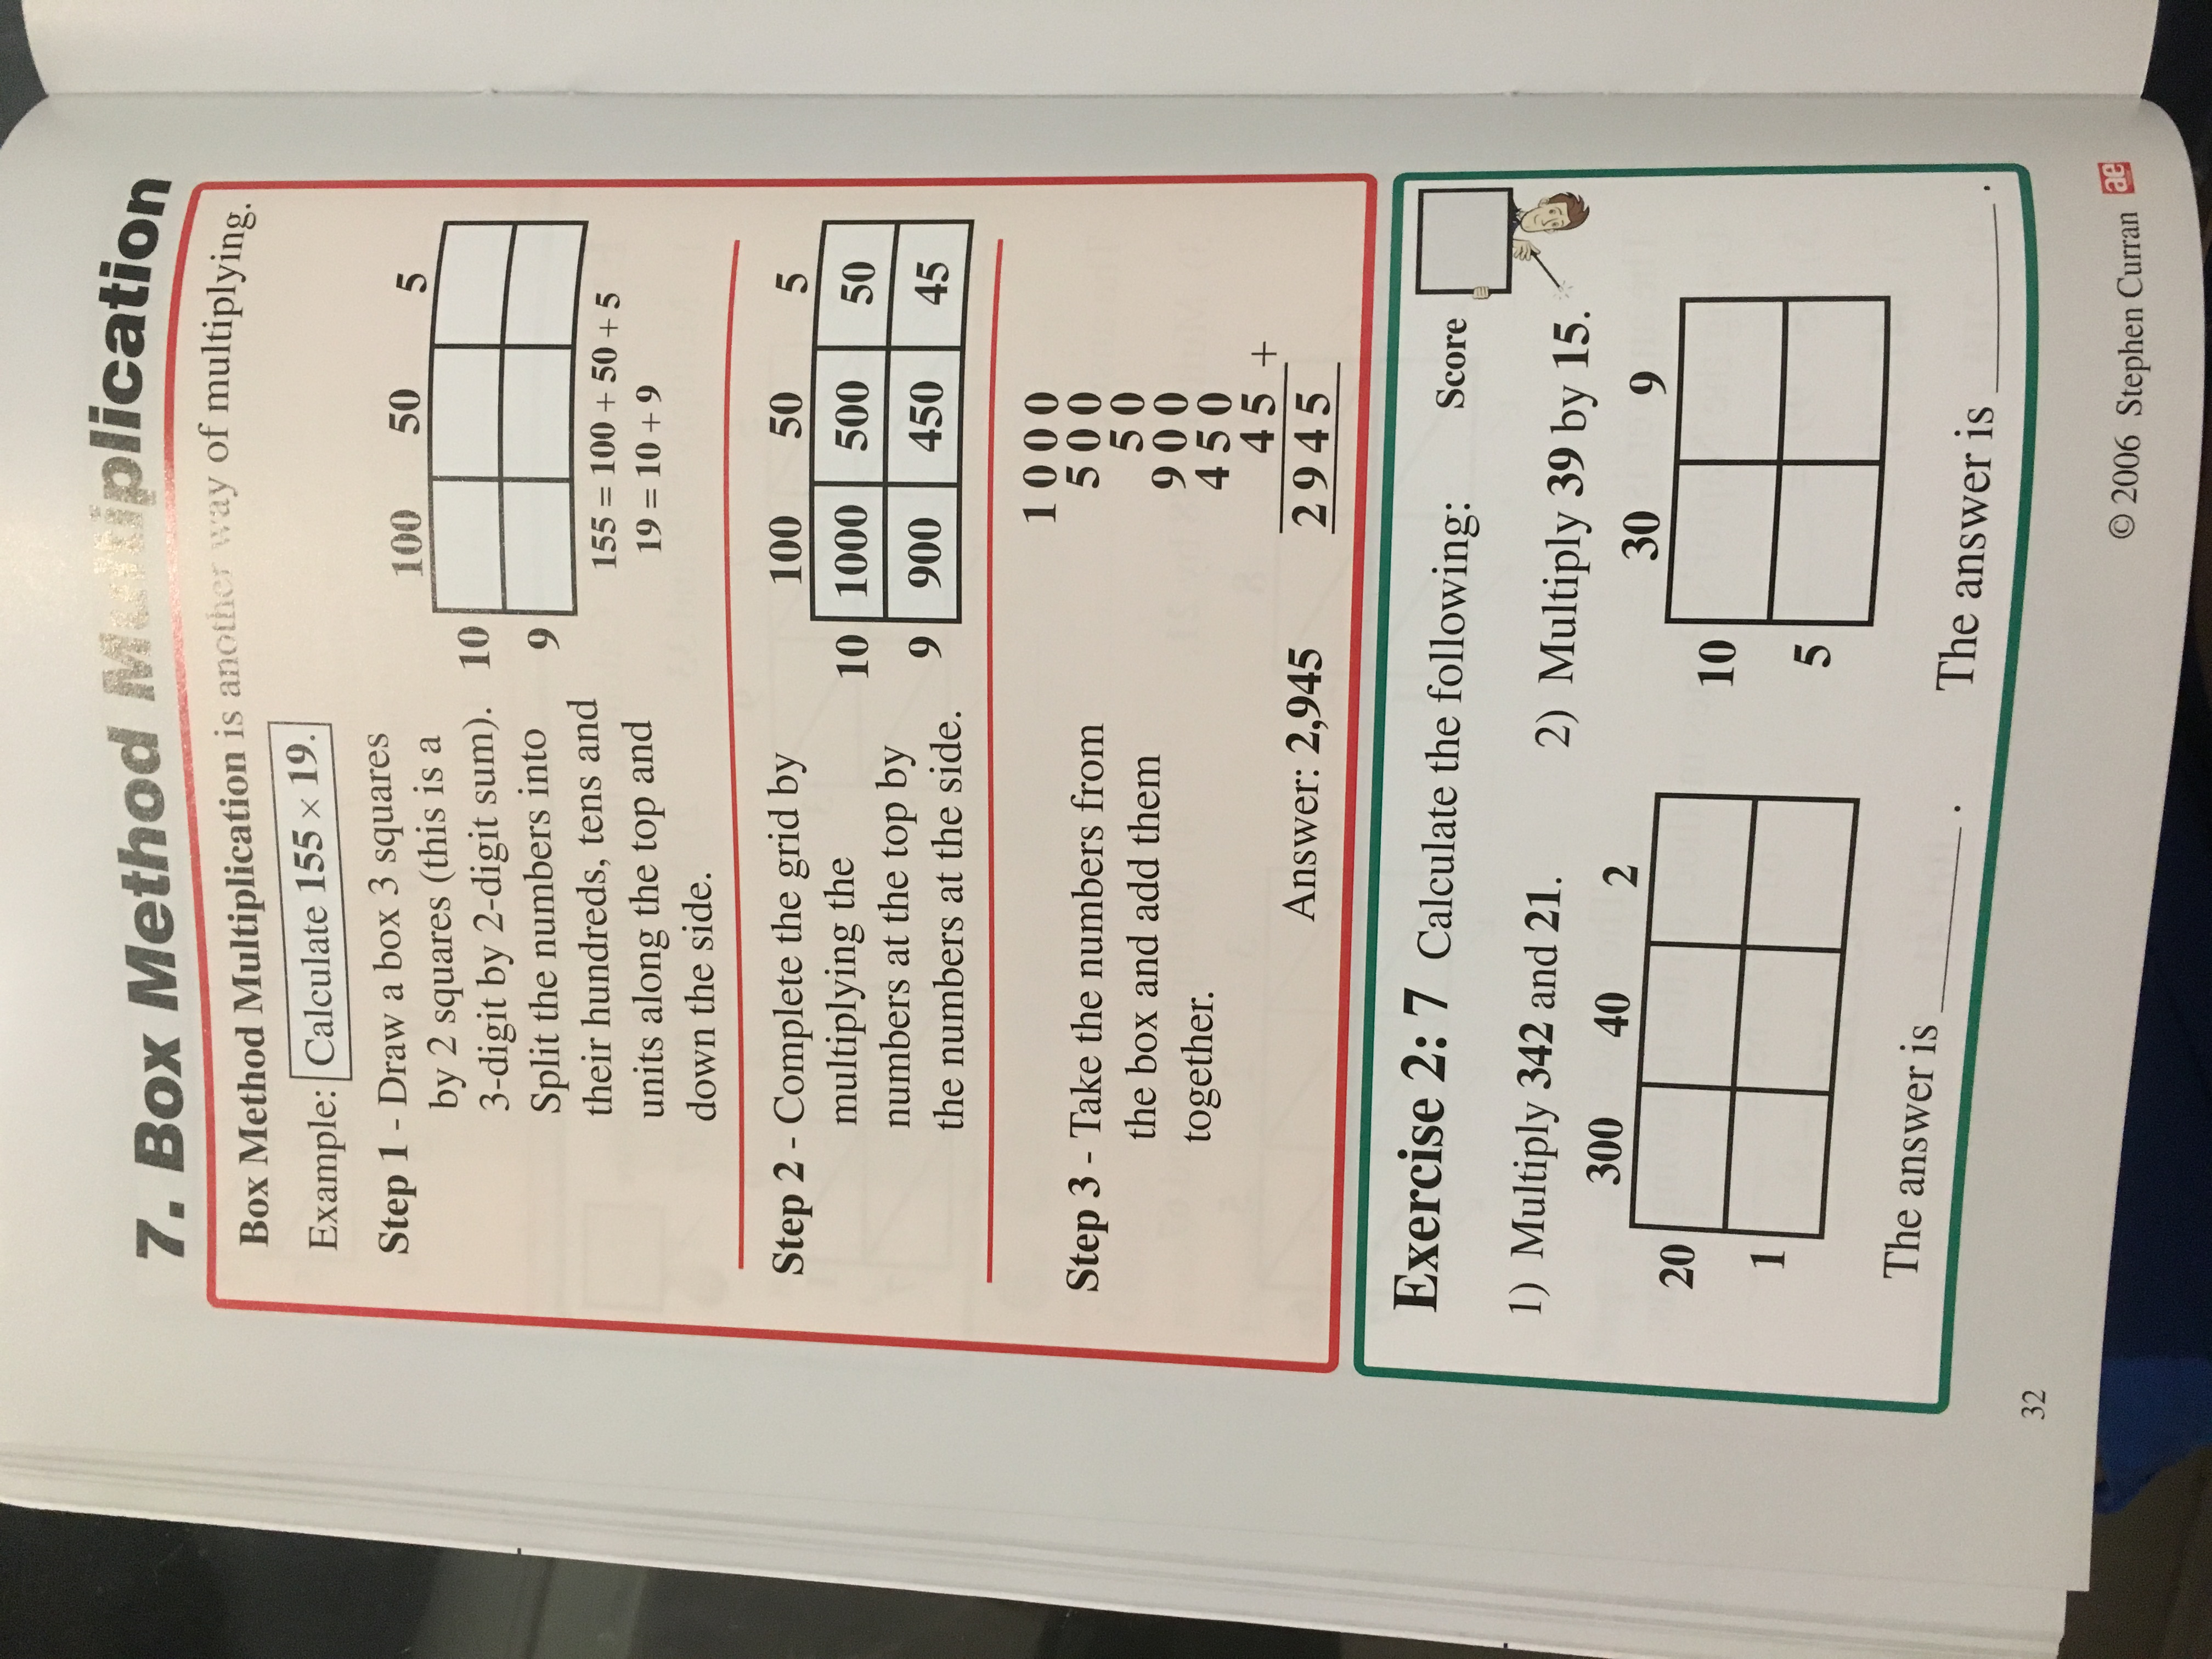 7. Box Method Multiplication
Box Method Multiplication is another way of multiplying.
Example: Calculate 155 × 19.
Step 1 - Draw a box 3 squares
by 2 squares (this is a
3-digit by 2-digit sum).
Split the numbers into
their hundreds, tens and
units along the top and
down the side.
100 50 5
10
9
155 = 100 + 50 + 5
19 = 10 + 9
Step 2 - Complete the grid by
multiplying the
numbers at the top by
the numbers at the side.
100 50 5
10 1000 500 50
9 900 450 45
Step 3 - Take the numbers from
the box and add them
together.
1000
500
50
900
450
45 +
2945
Answer: 2,945
Exercise 2: 7 Calculate the following: Score
1) Multiply 342 and 21.
300 40 2
20
1
The answer is ________ .
2) Multiply 39 by 15.
30 9
10
5
The answer is ________ .
32
© 2006 Stephen Curran ae